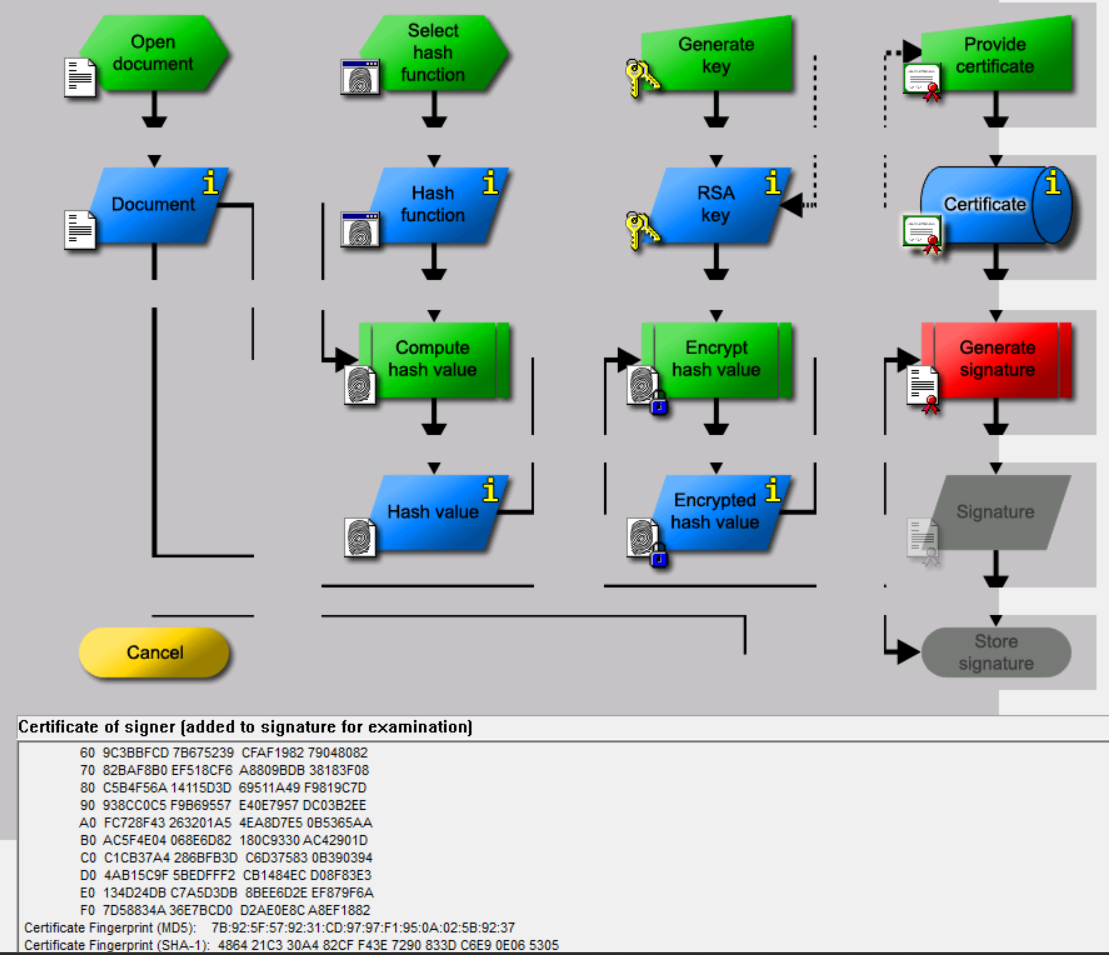 Open
document
Select
hash
function
Generate
key
Provide
certificate
Document
i
Hash
function
i
RSA
key
i
Certificate
i
Compute
hash value
Encrypt
hash value
Generate
signature
Hash value
i
Encrypted
hash value
i
Signature
Cancel
Store
signature
Certificate of signer (added to signature for examination)
60 9C3BBFCD 7B675239 CFAF1982 79048082
70 82BAF8B0 EF518CF6 A8809BDB 38183F08
80 C5B4F56A 14115D3D 69511A49 F9819C7D
90 938CC0C5 F9B69557 E40E7957 DC03B2EE
A0 FC728F43 263201A5 4EA8D7E5 0B5365AA
B0 AC5F4E04 068E6D82 180C9330 AC42901D
C0 C1CB37A4 286BFB3D C6D37583 0B390394
D0 4AB15C9F 5BEDFFF2 CB1484EC D08F83E3
E0 134D24DB C7A5D3DB 8BEE6D2E EF879F6A
F0 7D58834A 36E7BCD0 D2AE0E8C A8EF1882
Certificate Fingerprint (MD5): 7B:92:5F:57:92:31:CD:97:97:F1:95:0A:02:5B:92:37
Certificate Fingerprint (SHA-1): 4864 21C3 30A4 82CF F43E 7290 833D C6E9 0E06 5305